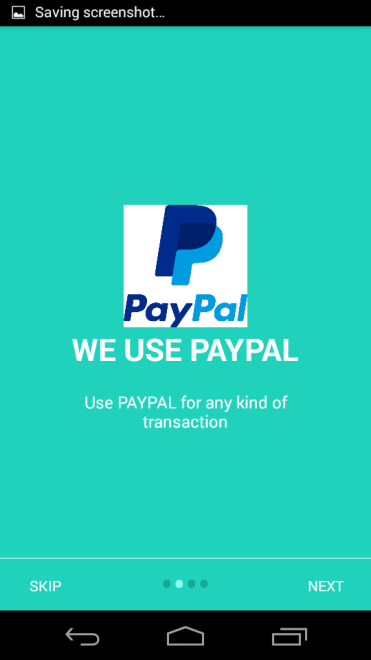 Saving screenshot...
PayPal
WE USE PAYPAL
Use PAYPAL for any kind of
transaction
SKIP
NEXT